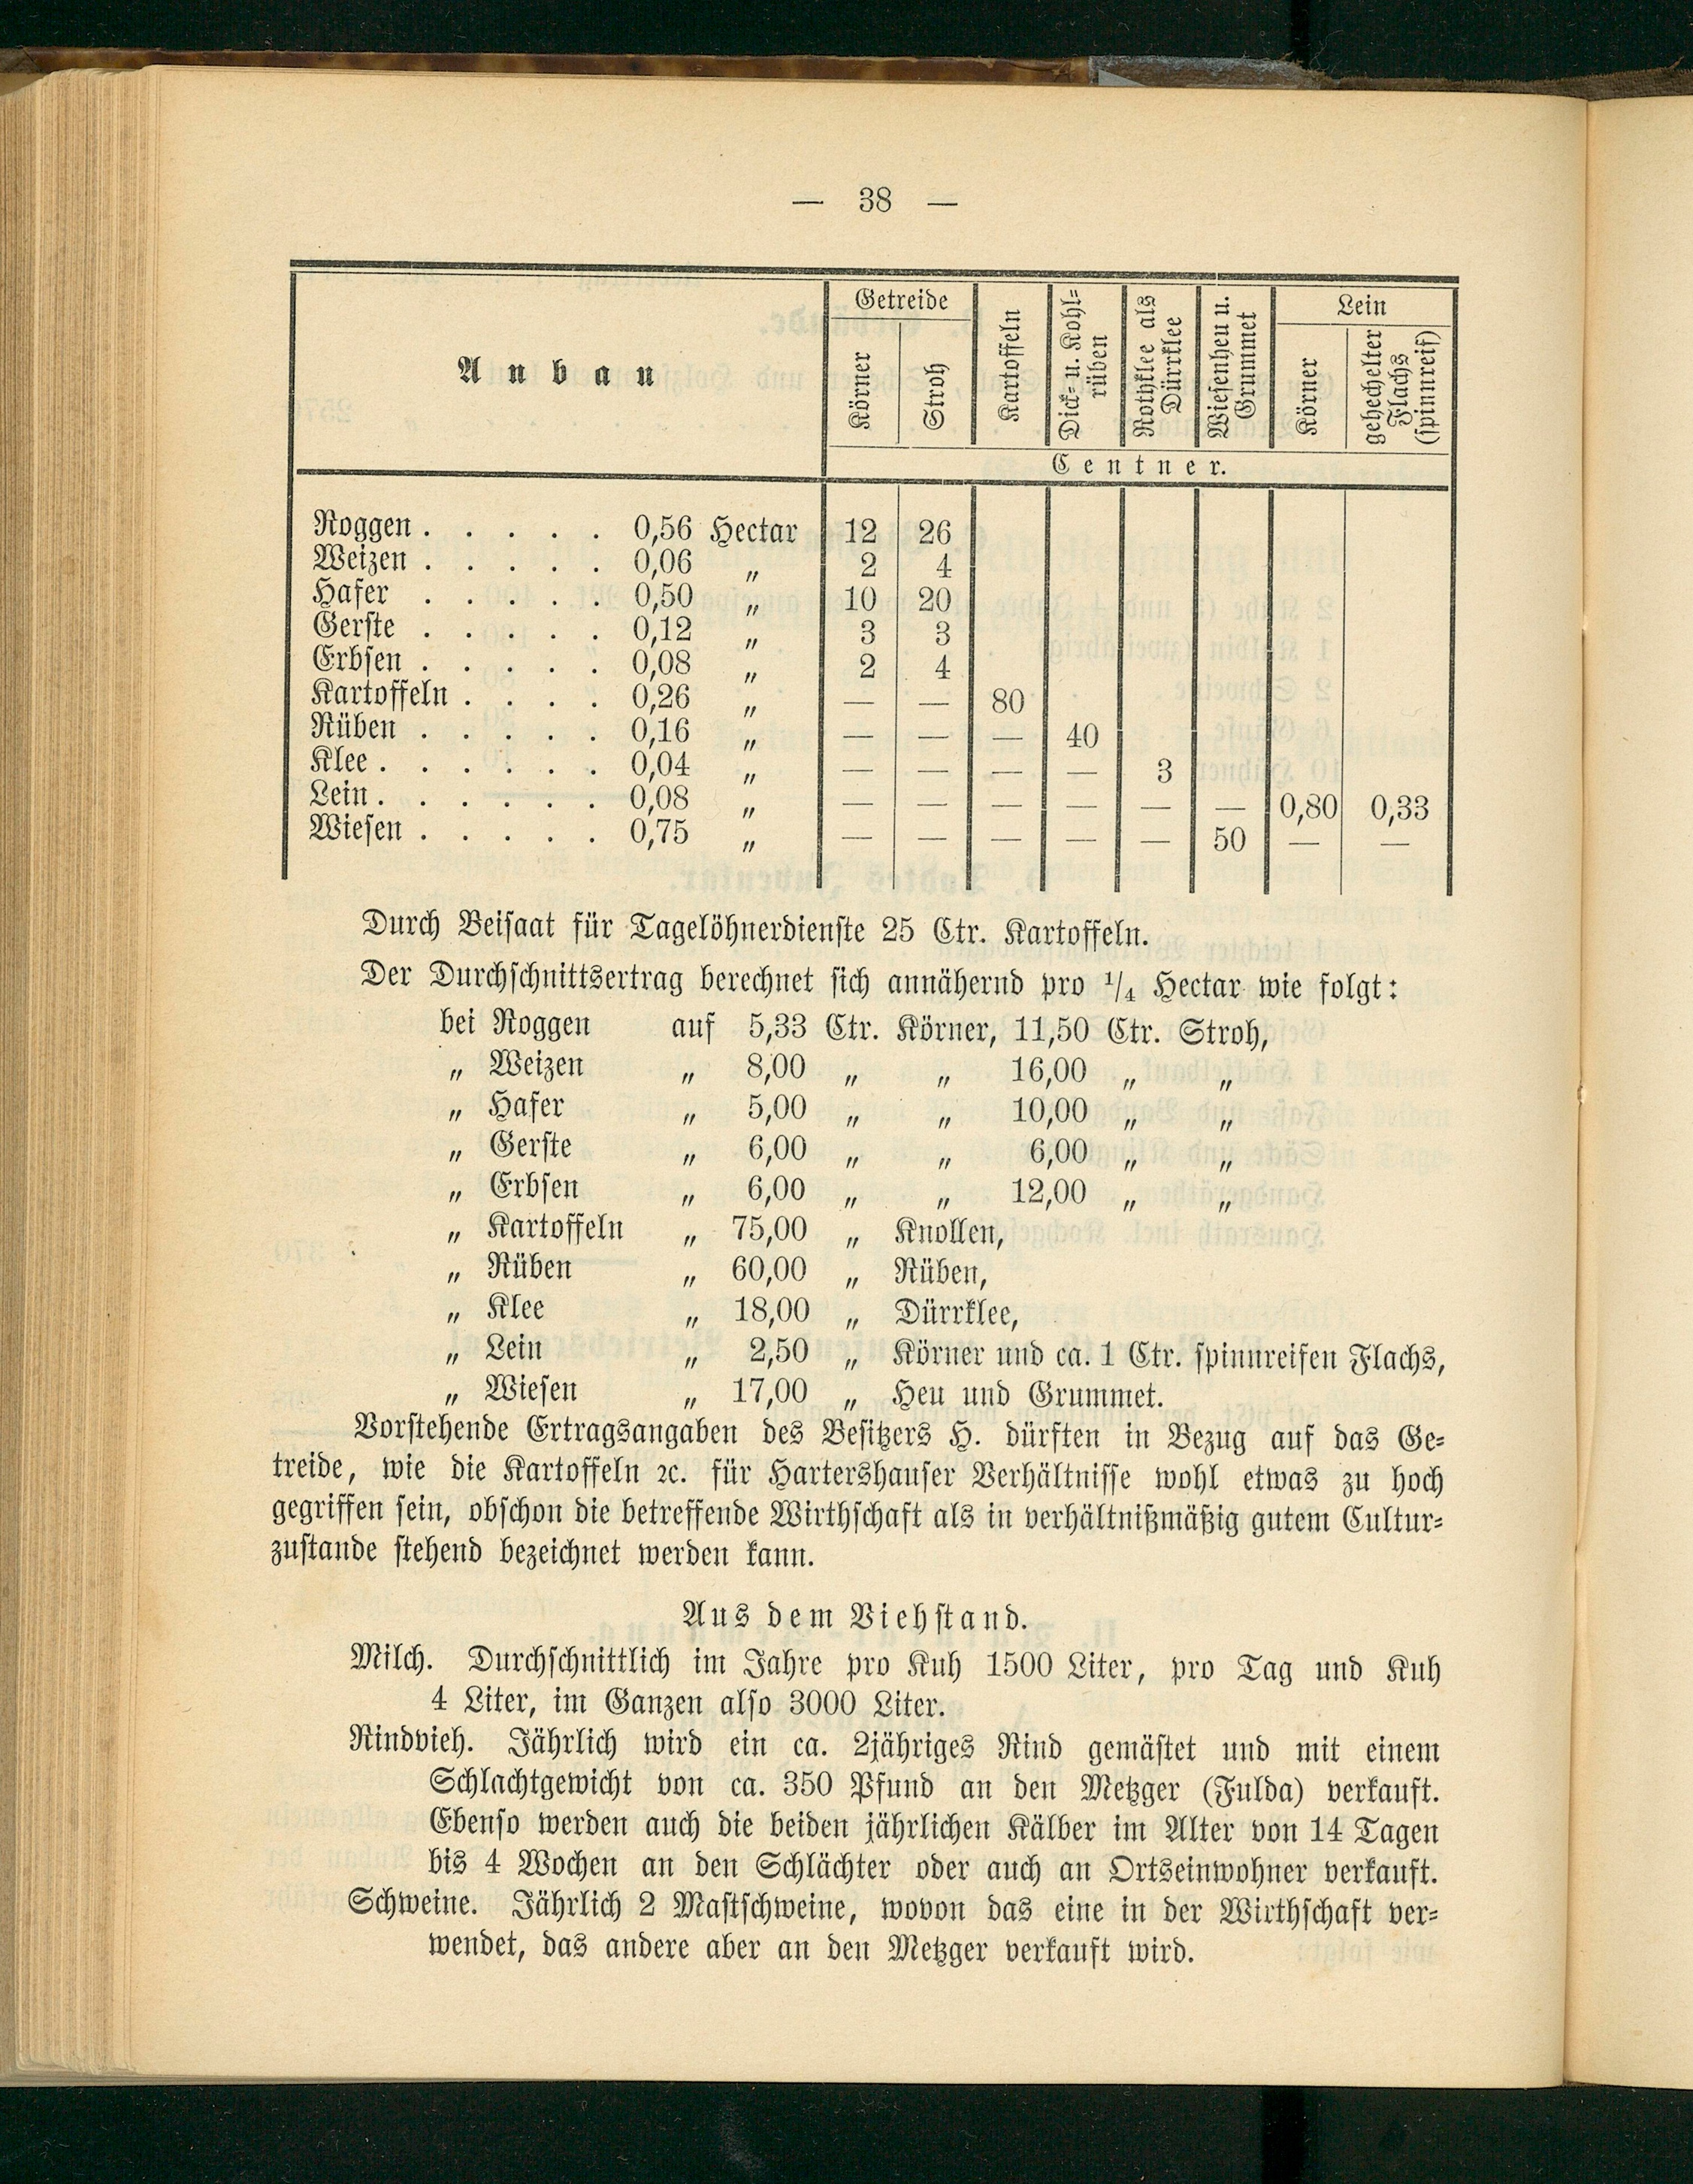 — 38 —
Anbau
Getreide
Körner
Stroh
Kartoffeln
Dick- u. Kohl-
rüben
Rothklee als
Dürrklee
Wiesenheu u.
Grummet
Lein
Körner
gehechelter
Flachs
(spinnreif)
Centner.
Roggen . . . . . 0,56 Hectar 12 26
Weizen . . . . . 0,06 „ 2 4
Hafer . . . . . 0,50 „ 10 20
Gerste . . . . . 0,12 „ 3 3
Erbsen . . . . . 0,08 „ 2 4
Kartoffeln . . . . 0,26 „ — — 80
Rüben . . . . . 0,16 „ — — — 40
Klee . . . . . . 0,04 „ — — — — 3
Lein . . . . . . 0,08 „ — — — — — — 0,80 0,33
Wiesen . . . . . 0,75 „ — — — — — 50 — —
Durch Beisaat für Tagelöhnerdienste 25 Ctr. Kartoffeln.
Der Durchschnittsertrag berechnet sich annähernd pro 1/4 Hectar wie folgt:
bei Roggen auf 5,33 Ctr. Körner, 11,50 Ctr. Stroh,
„ Weizen „ 8,00 „ „ 16,00 „ „
„ Hafer „ 5,00 „ „ 10,00 „ „
„ Gerste „ 6,00 „ „ 6,00 „ „
„ Erbsen „ 6,00 „ „ 12,00 „ „
„ Kartoffeln „ 75,00 „ Knollen,
„ Rüben „ 60,00 „ Rüben,
„ Klee „ 18,00 „ Dürrklee,
„ Lein „ 2,50 „ Körner und ca. 1 Ctr. spinnreifen Flachs,
„ Wiesen „ 17,00 „ Heu und Grummet.
Vorstehende Ertragsangaben des Besitzers H. dürften in Bezug auf das Ge-
treide, wie die Kartoffeln ꝛc. für Hartershauser Verhältnisse wohl etwas zu hoch
gegriffen sein, obschon die betreffende Wirthschaft als in verhältnißmäßig gutem Cultur-
zustande stehend bezeichnet werden kann.
Aus dem Viehstand.
Milch. Durchschnittlich im Jahre pro Kuh 1500 Liter, pro Tag und Kuh
4 Liter, im Ganzen also 3000 Liter.
Rindvieh. Jährlich wird ein ca. 2jähriges Rind gemästet und mit einem
Schlachtgewicht von ca. 350 Pfund an den Metzger (Fulda) verkauft.
Ebenso werden auch die beiden jährlichen Kälber im Alter von 14 Tagen
bis 4 Wochen an den Schlächter oder auch an Ortseinwohner verkauft.
Schweine. Jährlich 2 Mastschweine, wovon das eine in der Wirthschaft ver-
wendet, das andere aber an den Metzger verkauft wird.